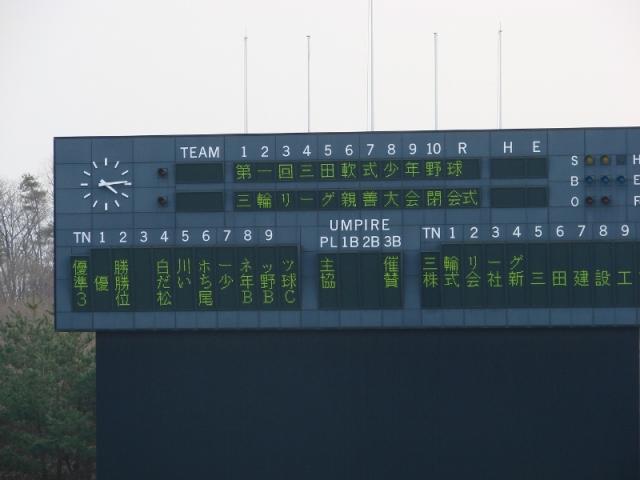 TEAM 1 2 3 4 5 6 7 8 9 10 R H E
第一回三田軟式少年野球
三輪リーグ親善大会閉会式
S H
B E
O F
UMPIRE
TN 1 2 3 4 5 6 7 8 9
PL 1B 2B 3B
TN 1 2 3 4 5 6 7 8 9
優 勝 白川ホーネッツ
準優勝 だいち少年野球
3 位 松尾BBC
主 催
協 賛
三輪リーグ
株式会社新三田建設工